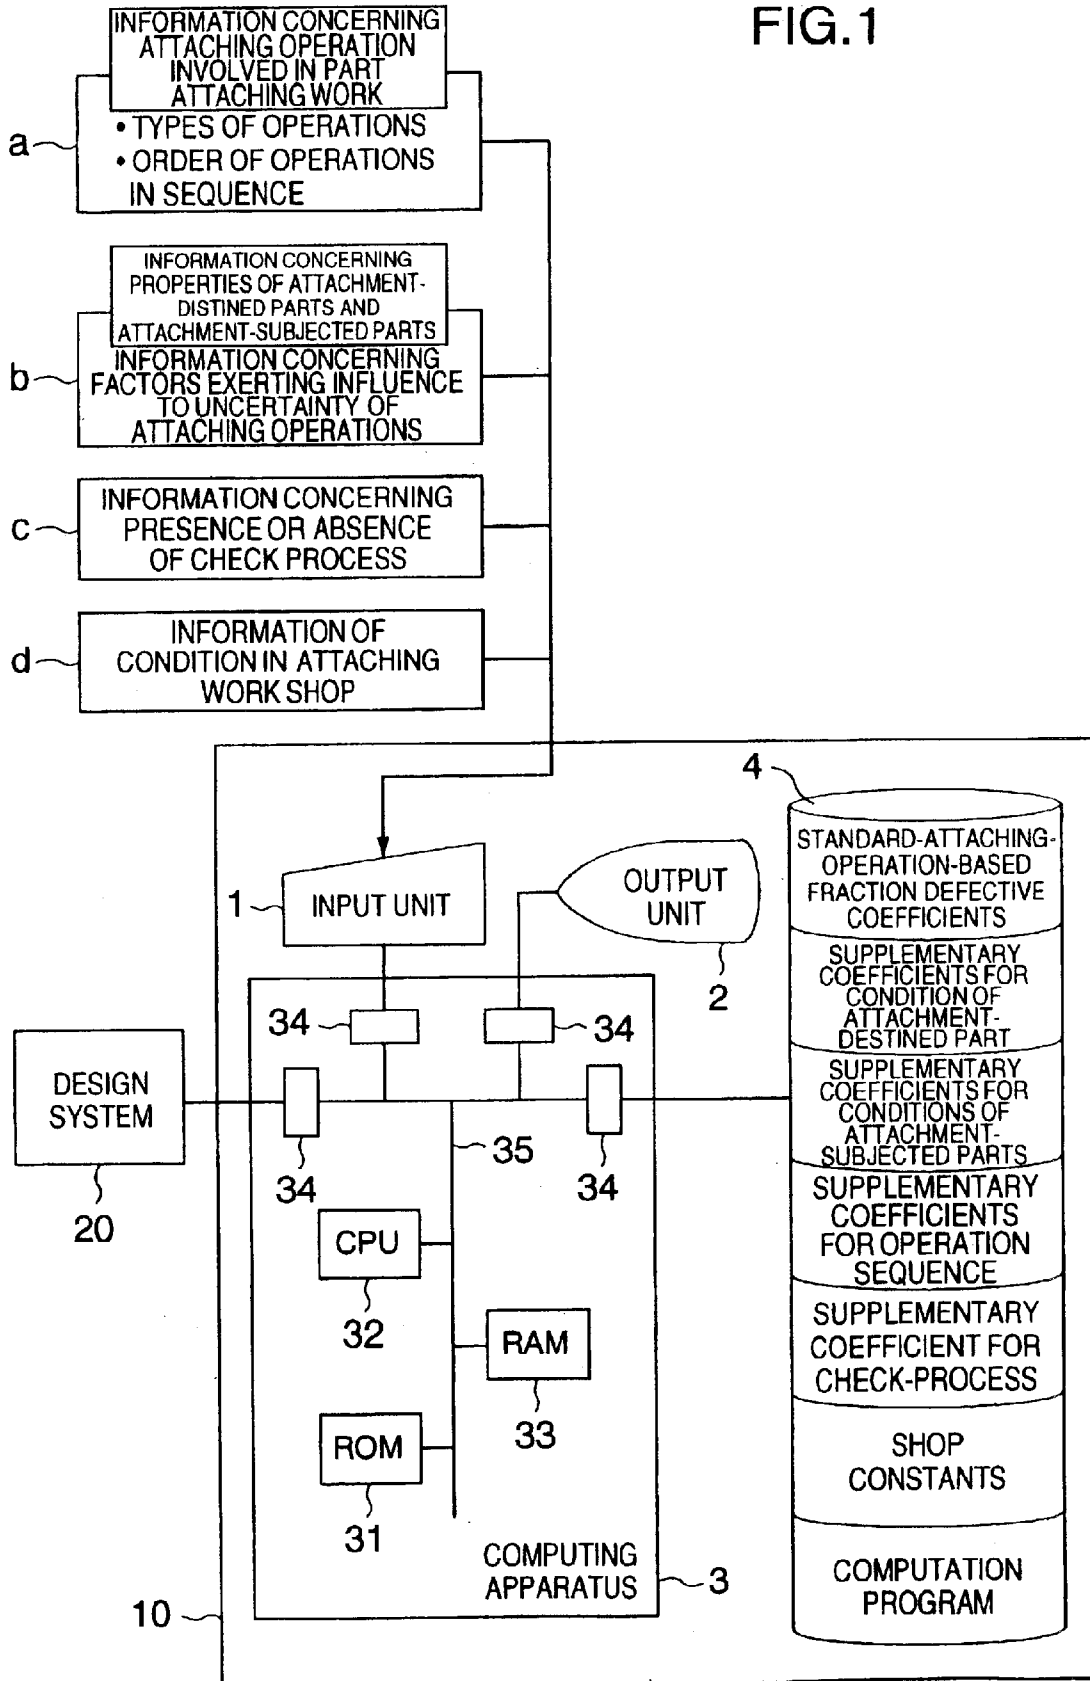 FIG.1
INFORMATION CONCERNING
ATTACHING OPERATION
INVOLVED IN PART
ATTACHING WORK
• TYPES OF OPERATIONS
• ORDER OF OPERATIONS
IN SEQUENCE
a
INFORMATION CONCERNING
PROPERTIES OF ATTACHMENT-
DISTINED PARTS AND
ATTACHMENT-SUBJECTED PARTS
INFORMATION CONCERNING
FACTORS EXERTING INFLUENCE
TO UNCERTAINTY OF
ATTACHING OPERATIONS
b
INFORMATION CONCERNING
PRESENCE OR ABSENCE
OF CHECK PROCESS
c
INFORMATION OF
CONDITION IN ATTACHING
WORK SHOP
d
4
STANDARD-ATTACHING-
OPERATION-BASED
FRACTION DEFECTIVE
COEFFICIENTS
SUPPLEMENTARY
COEFFICIENTS FOR
CONDITION OF
ATTACHMENT-
DESTINED PART
SUPPLEMENTARY
COEFFICIENTS FOR
CONDITIONS OF
ATTACHMENT-
SUBJECTED PARTS
SUPPLEMENTARY
COEFFICIENTS
FOR OPERATION
SEQUENCE
SUPPLEMENTARY
COEFFICIENT FOR
CHECK-PROCESS
SHOP
CONSTANTS
COMPUTATION
PROGRAM
1
INPUT UNIT
OUTPUT
UNIT
2
34
34
DESIGN
SYSTEM
20
34
35
34
CPU
32
RAM
33
ROM
31
COMPUTING
APPARATUS
3
10